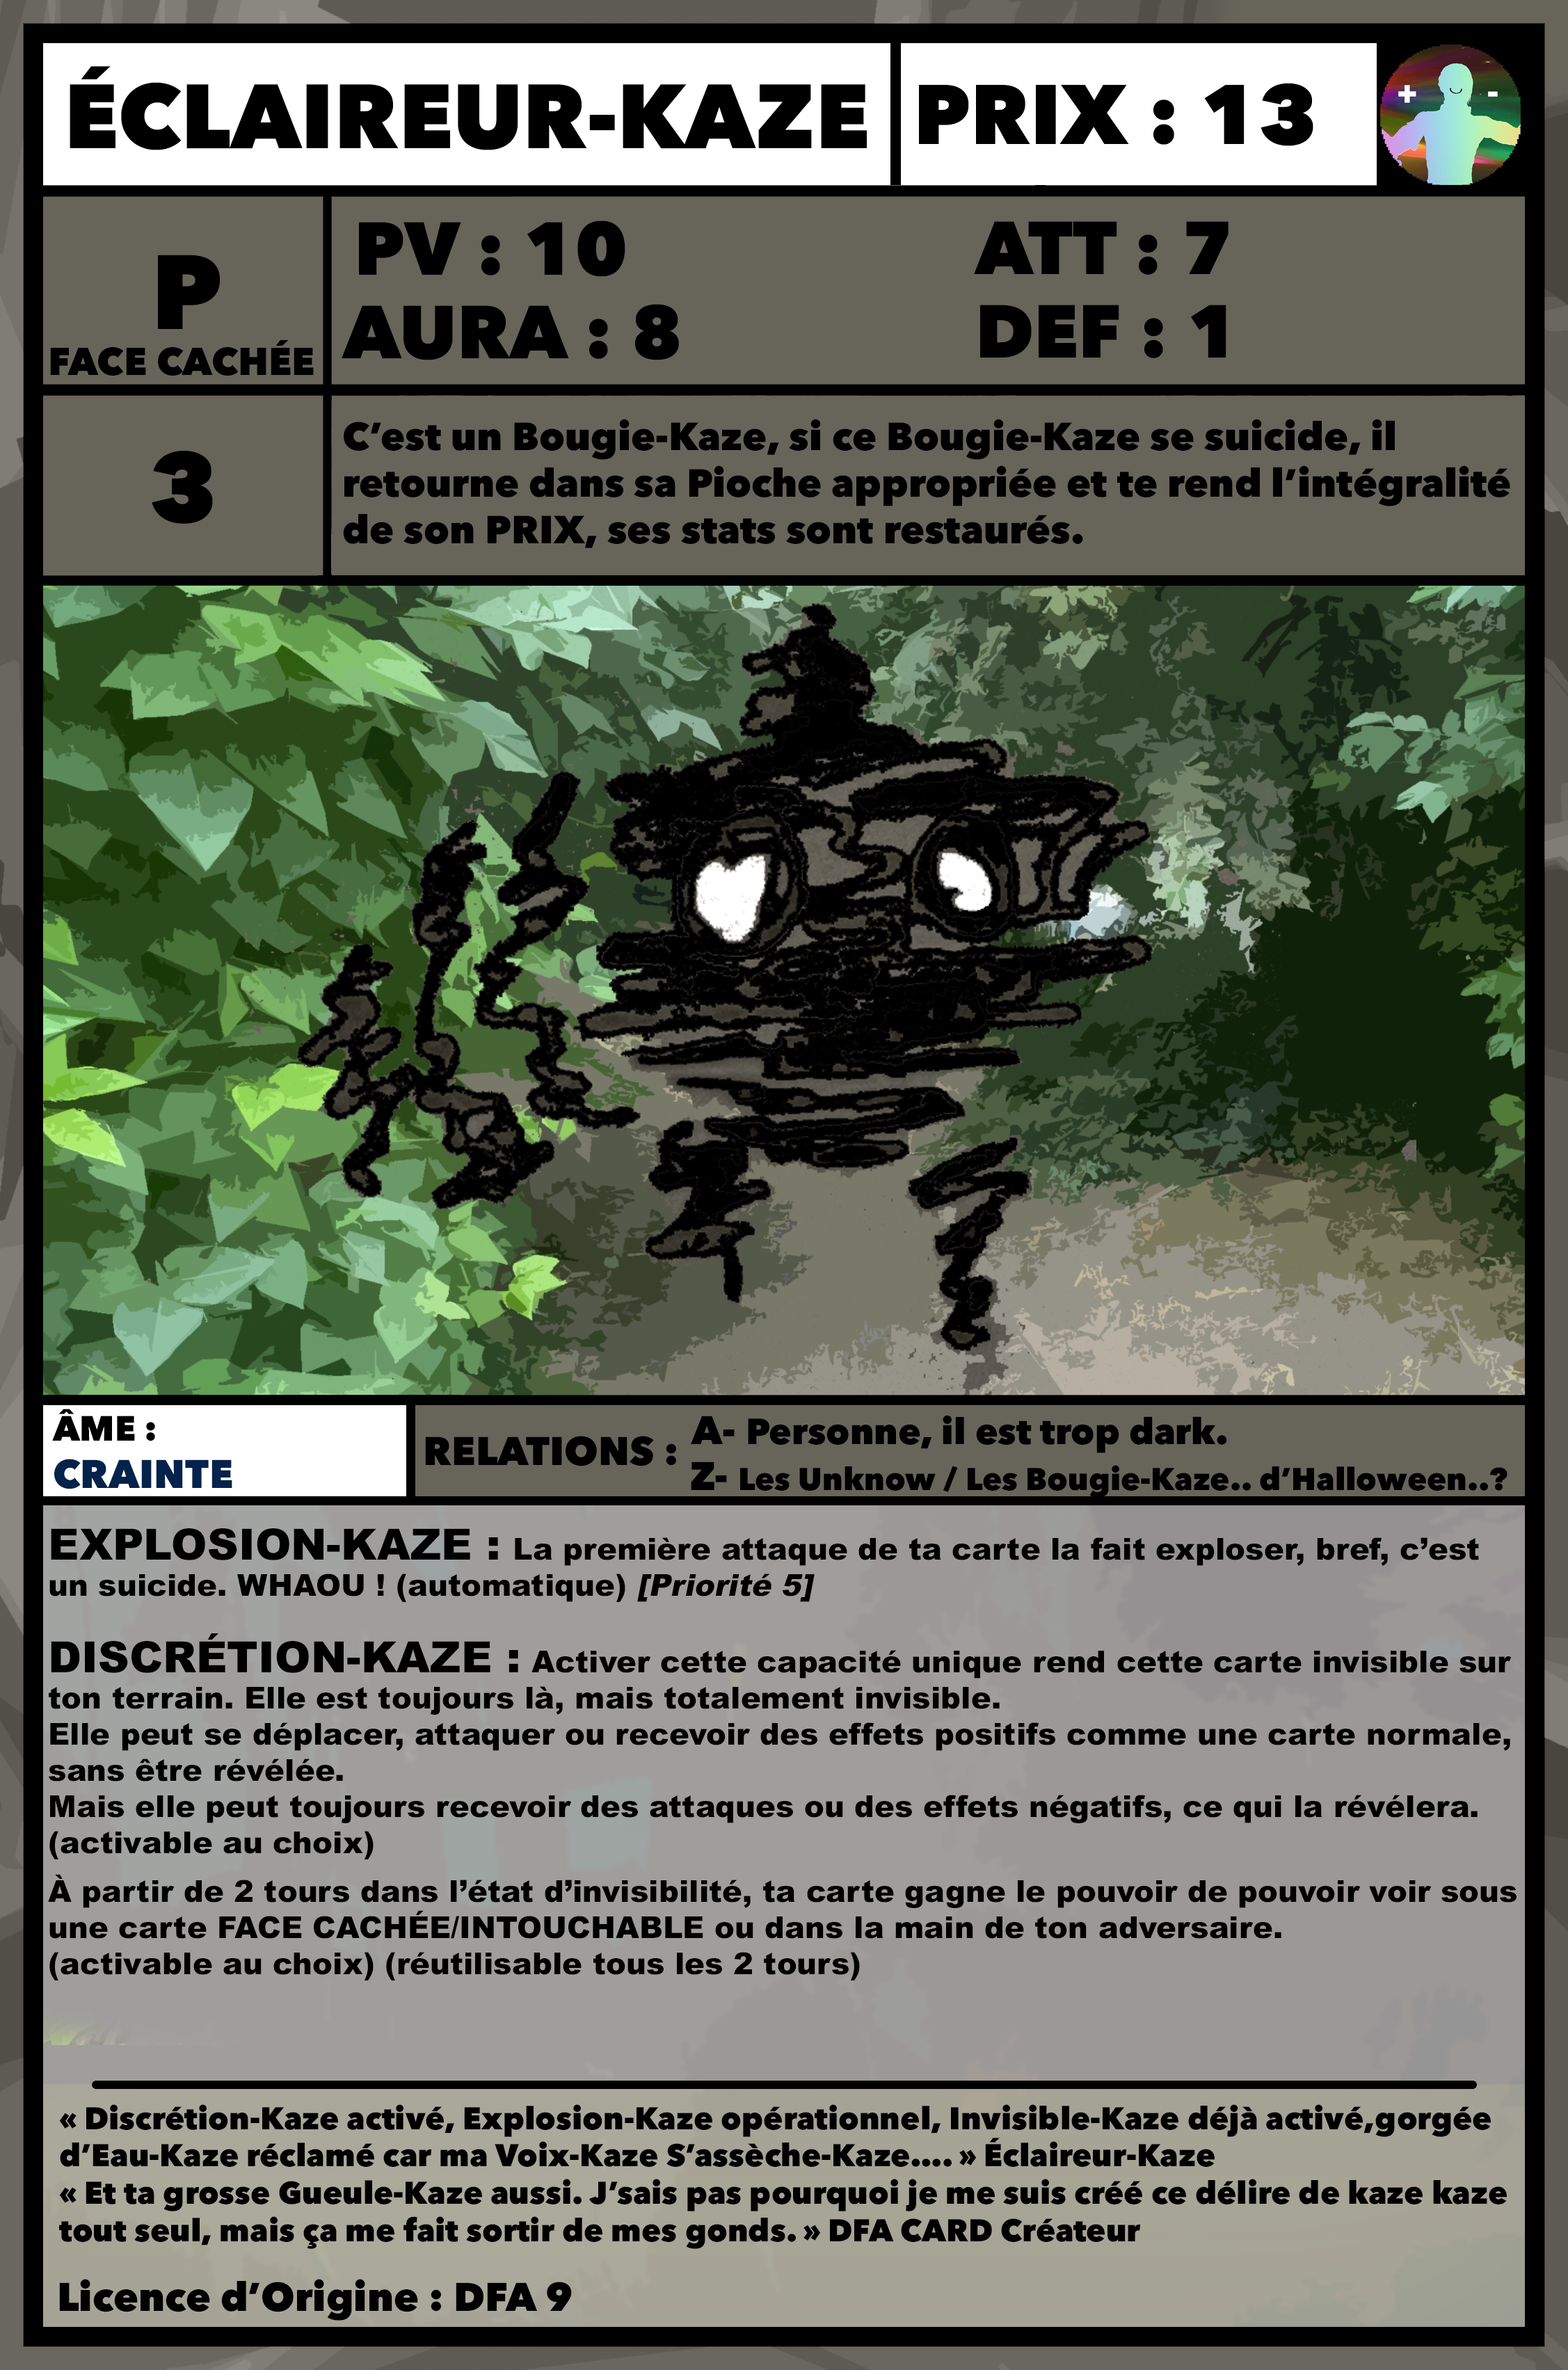 ÉCLAIREUR-KAZE
PRIX : 13
+ -
P
FACE CACHÉE
PV : 10
ATT : 7
AURA : 8
DEF : 1
3
C’est un Bougie-Kaze, si ce Bougie-Kaze se suicide, il
retourne dans sa Pioche appropriée et te rend l’intégralité
de son PRIX, ses stats sont restaurés.
ÂME :
CRAINTE
RELATIONS :
A- Personne, il est trop dark.
Z- Les Unknow / Les Bougie-Kaze.. d’Halloween..?
EXPLOSION-KAZE : La première attaque de ta carte la fait exploser, bref, c’est
un suicide. WHAOU ! (automatique) [Priorité 5]
DISCRÉTION-KAZE : Activer cette capacité unique rend cette carte invisible sur
ton terrain. Elle est toujours là, mais totalement invisible.
Elle peut se déplacer, attaquer ou recevoir des effets positifs comme une carte normale,
sans être révélée.
Mais elle peut toujours recevoir des attaques ou des effets négatifs, ce qui la révélera.
(activable au choix)
À partir de 2 tours dans l’état d’invisibilité, ta carte gagne le pouvoir de pouvoir voir sous
une carte FACE CACHÉE/INTOUCHABLE ou dans la main de ton adversaire.
(activable au choix) (réutilisable tous les 2 tours)
« Discrétion-Kaze activé, Explosion-Kaze opérationnel, Invisible-Kaze déjà activé,gorgée
d’Eau-Kaze réclamé car ma Voix-Kaze S’assèche-Kaze.... » Éclaireur-Kaze
« Et ta grosse Gueule-Kaze aussi. J’sais pas pourquoi je me suis créé ce délire de kaze kaze
tout seul, mais ça me fait sortir de mes gonds. » DFA CARD Créateur
Licence d’Origine : DFA 9